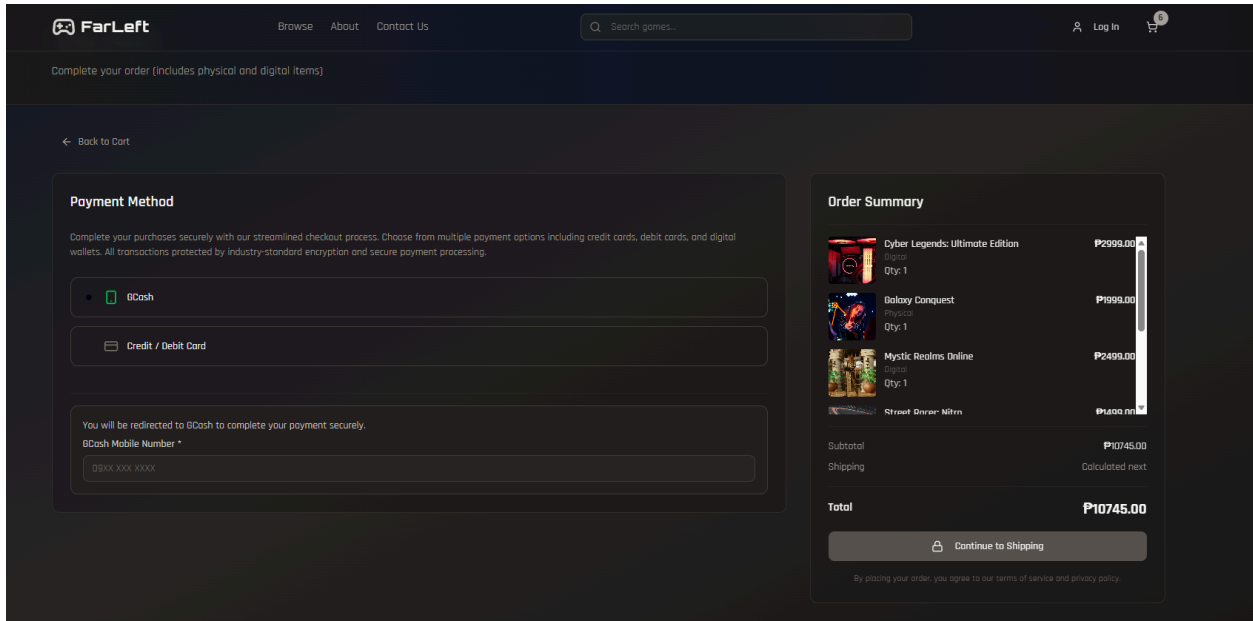 FarLeft
Browse About Contact Us
Search games..
Log In
6
Complete your order (includes physical and digital items)
Back to Cart
Payment Method
Complete your purchases securely with our streamlined checkout process. Choose from multiple payment options including credit cards, debit cards, and digital
wallets. All transactions protected by industry-standard encryption and secure payment processing.
GCash
Credit / Debit Card
You will be redirected to GCash to complete your payment securely.
GCash Mobile Number *
09XX XXX XXXX
Order Summary
Cyber Legends: Ultimate Edition ₱2999.00
Digital
Qty: 1
Galaxy Conquest ₱1999.00
Physical
Qty: 1
Mystic Realms Online ₱2499.00
Digital
Qty: 1
Street Racer Nitro ₱1499.00
Subtotal ₱10745.00
Shipping Calculated next
Total ₱10745.00
Continue to Shipping
By placing your order, you agree to our terms of service and privacy policy.